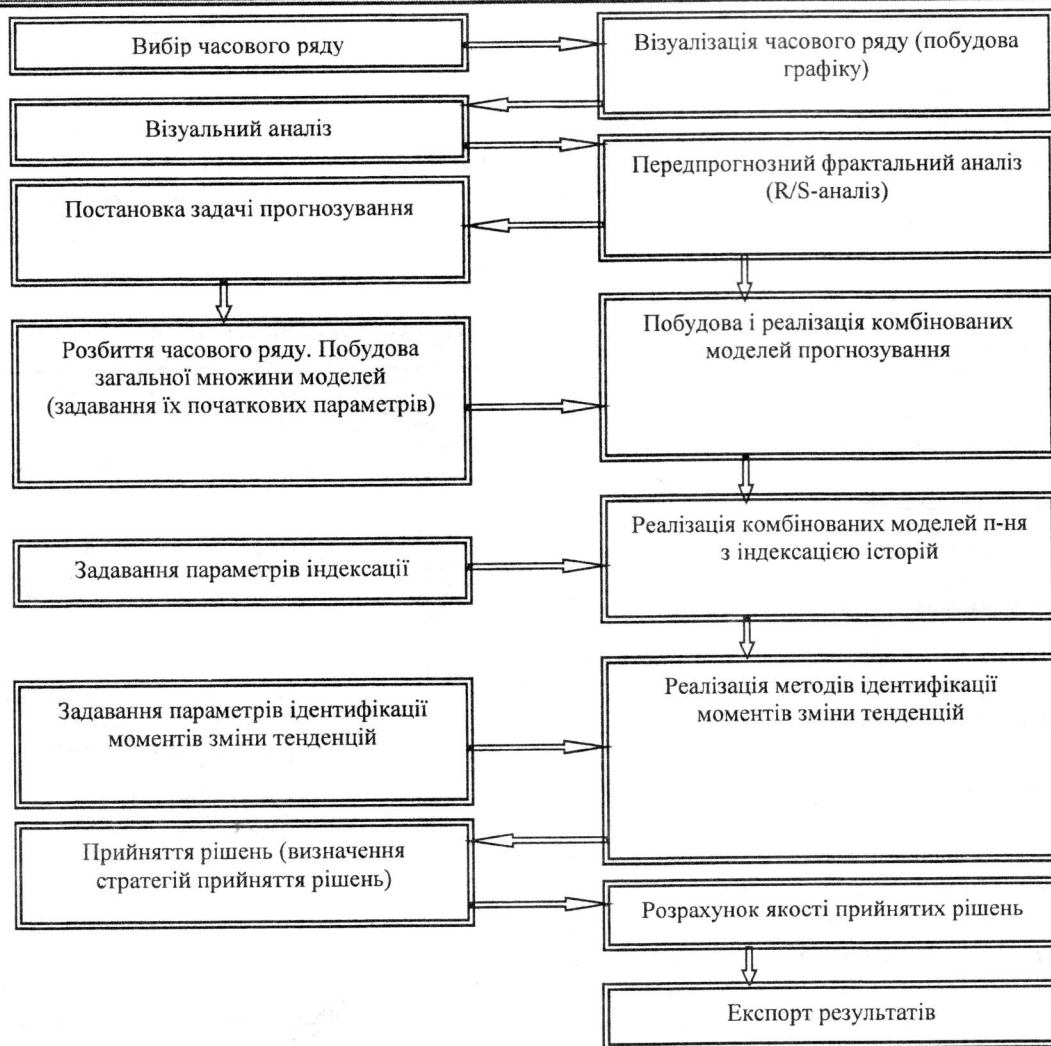 Вибір часового ряду
Візуалізація часового ряду (побудова
графіку)
Візуальний аналіз
Передпрогнозний фрактальний аналіз
(R/S-аналіз)
Постановка задачі прогнозування
Побудова і реалізація комбінованих
моделей прогнозування
Розбиття часового ряду. Побудова
загальної множини моделей
(задавання їх початкових параметрів)
Реалізація комбінованих моделей п-ня
з індексацією історій
Задавання параметрів індексації
Реалізація методів ідентифікації
моментів зміни тенденцій
Задавання параметрів ідентифікації
моментів зміни тенденцій
Прийняття рішень (визначення
стратегій прийняття рішень)
Розрахунок якості прийнятих рішень
Експорт результатів